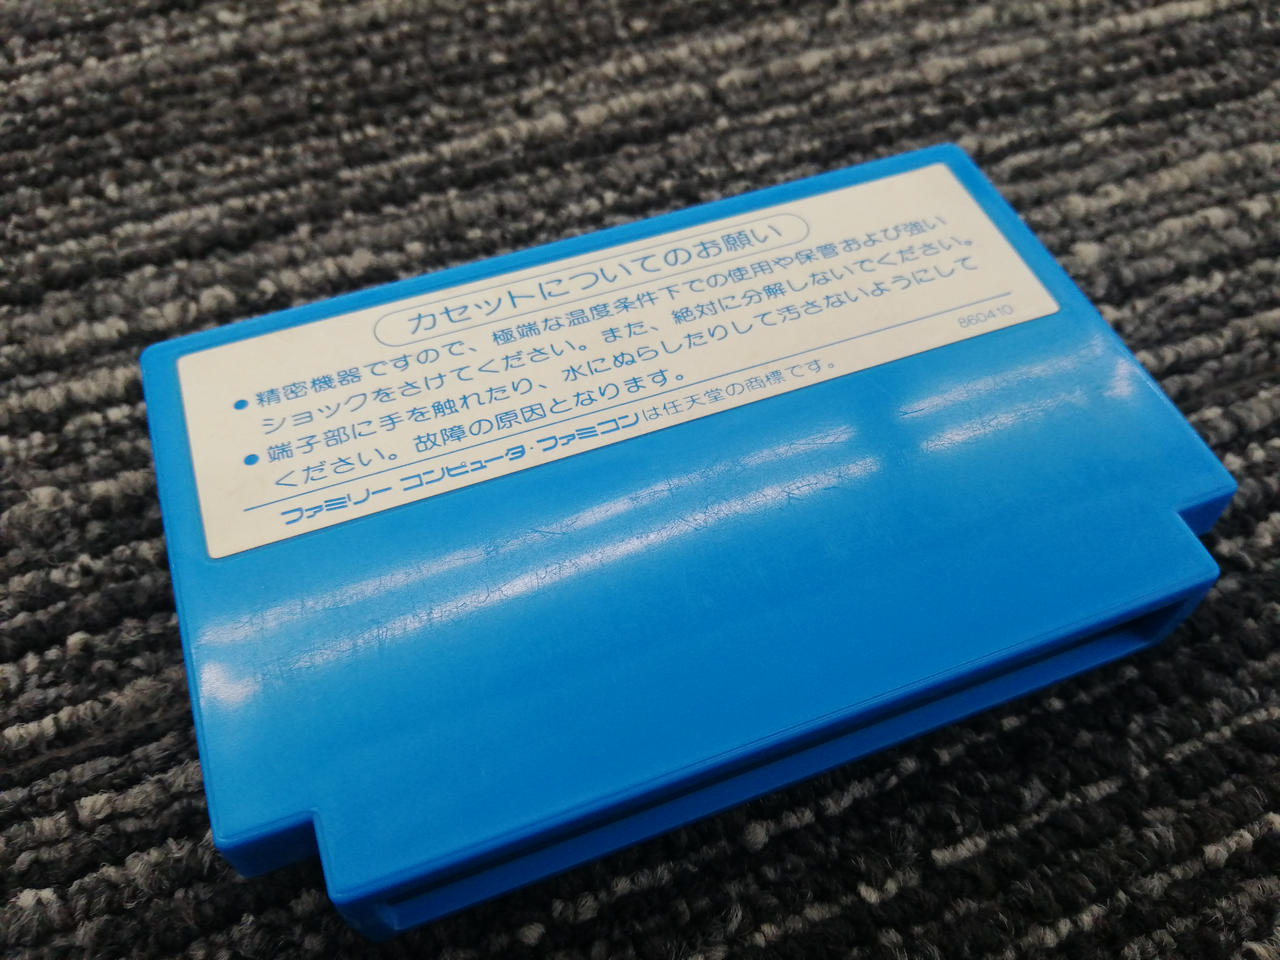 カセットについてのお願い
●精密機器ですので、極端な温度条件下での使用や保管および強い
ショックをさけてください。また、絶対に分解しないでください。
●端子部に手を触れたり、水にぬらしたりして汚さないようにして
ください。故障の原因となります。
860410
ファミリーコンピュータ・ファミコンは任天堂の商標です。